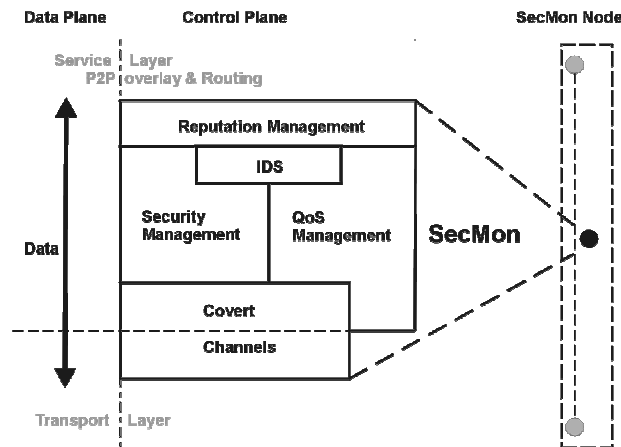 Data Plane Control Plane SecMon Node
Service Layer
P2P overlay & Routing
Reputation Management
IDS
Security Management
QoS Management
SecMon
Data
Covert
Channels
Transport Layer